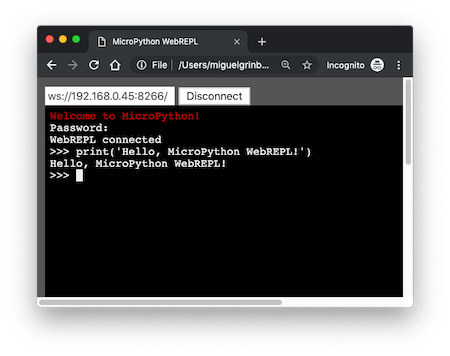 MicroPython WebREPL
File | /Users/miguelgrinb... Incognito
ws://192.168.0.45:8266/ Disconnect
Welcome to MicroPython!
Password:
WebREPL connected
>>> print('Hello, MicroPython WebREPL!')
Hello, MicroPython WebREPL!
>>>